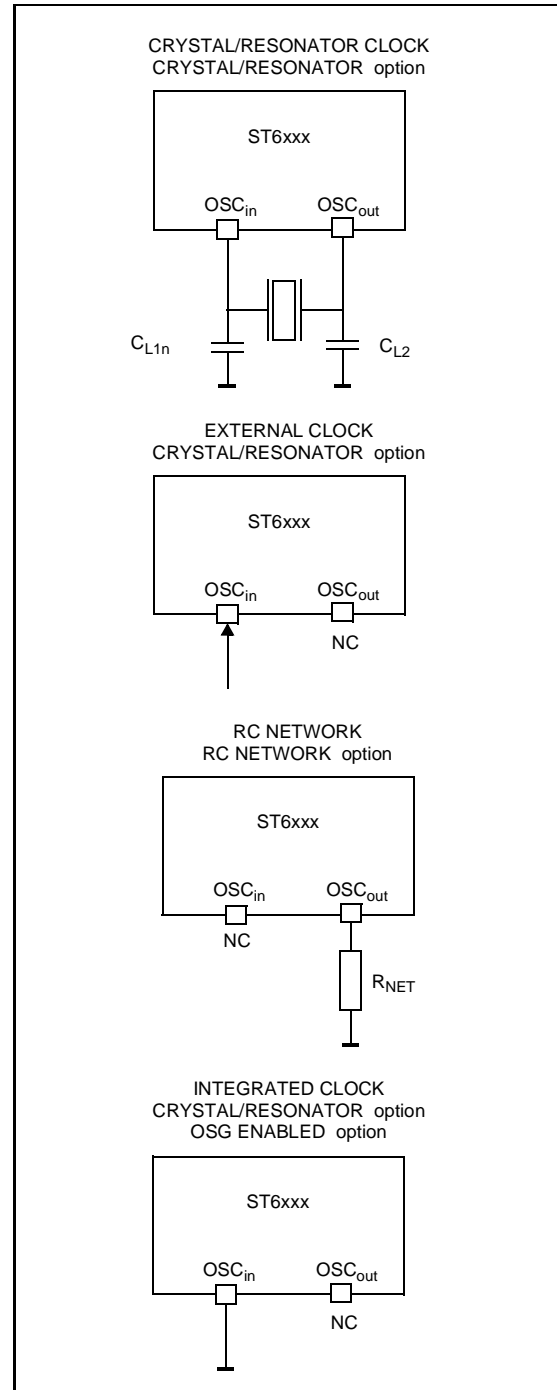 CRYSTAL/RESONATOR CLOCK
CRYSTAL/RESONATOR option
ST6xxx
OSCin OSCout
CL1n CL2
EXTERNAL CLOCK
CRYSTAL/RESONATOR option
ST6xxx
OSCin OSCout
NC
RC NETWORK
RC NETWORK option
ST6xxx
OSCin OSCout
NC
RNET
INTEGRATED CLOCK
CRYSTAL/RESONATOR option
OSG ENABLED option
ST6xxx
OSCin OSCout
NC